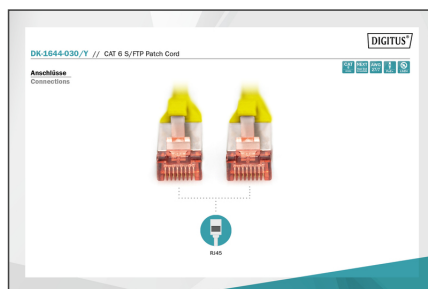 DIGITUS®
DK-1644-030/Y // CAT 6 S/FTP Patch Cord
Anschlüsse
Connections
RJ45